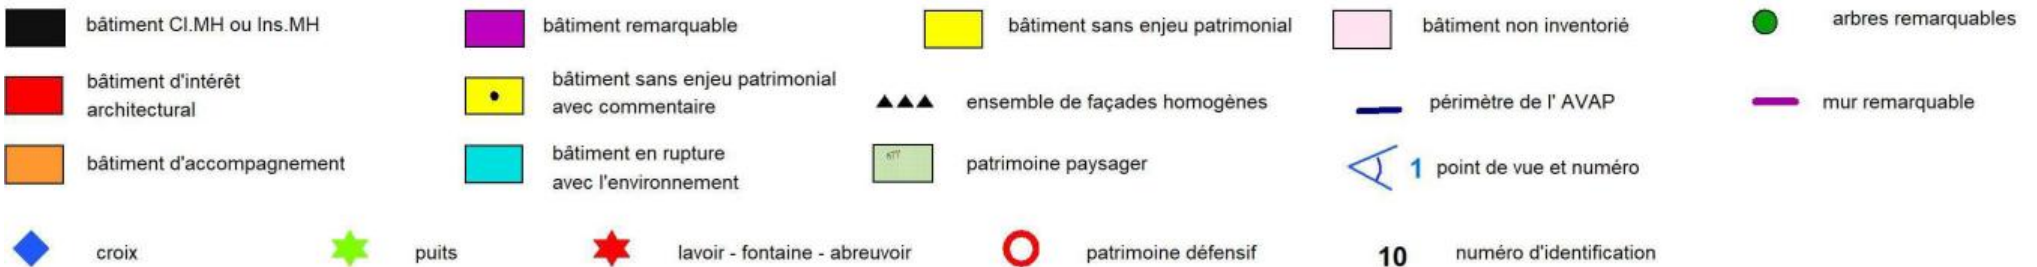 bâtiment Cl.MH ou Ins.MH
bâtiment remarquable
bâtiment sans enjeu patrimonial
bâtiment non inventorié
arbres remarquables
bâtiment d'intérêt
architectural
bâtiment sans enjeu patrimonial
avec commentaire
ensemble de façades homogènes
périmètre de l' AVAP
mur remarquable
bâtiment d'accompagnement
bâtiment en rupture
avec l'environnement
patrimoine paysager
1 point de vue et numéro
croix
puits
lavoir - fontaine - abreuvoir
patrimoine défensif
10 numéro d'identification